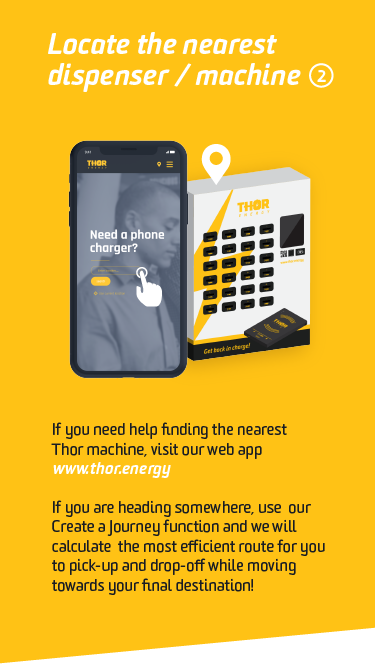 Locate the nearest
dispenser / machine 2
THOR
ENERGY
Need a phone
charger?
THOR
ENERGY
THOR
Get back in charge!
If you need help finding the nearest
Thor machine, visit our web app
www.thor.energy
If you are heading somewhere, use our
Create a Journey function and we will
calculate the most efficient route for you
to pick-up and drop-off while moving
towards your final destination!